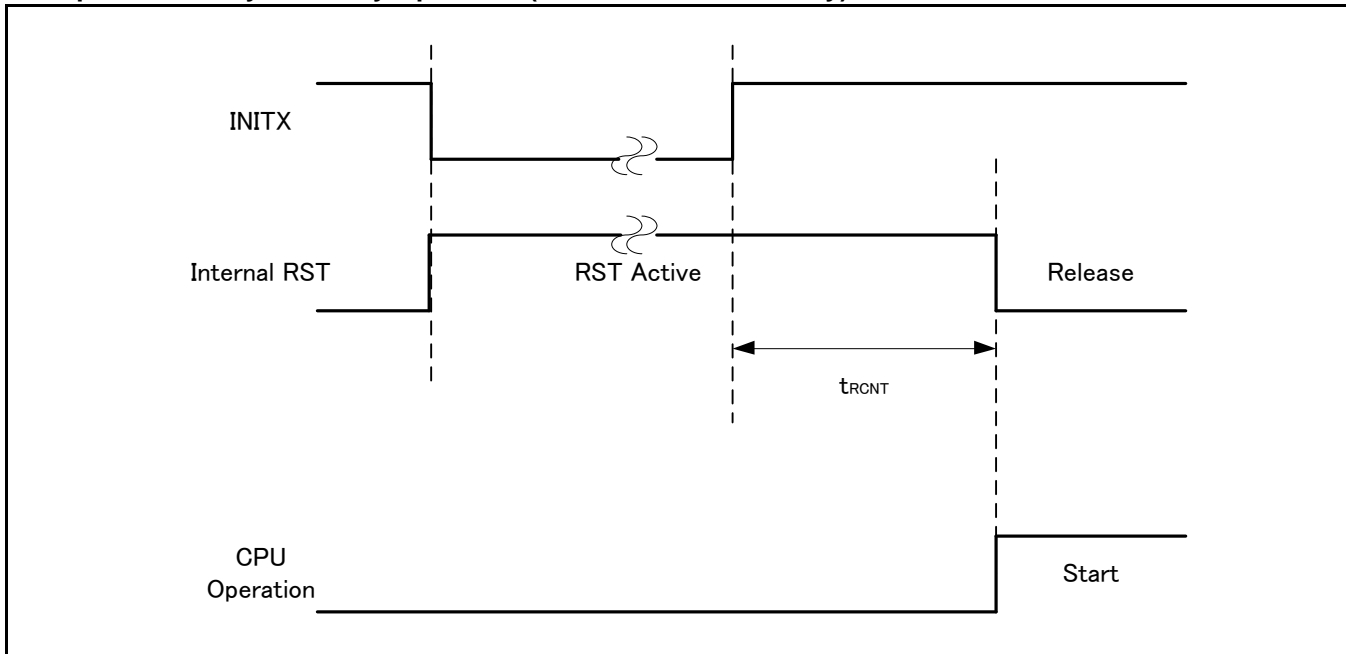 INITX
Internal RST
RST Active
Release
tRCNT
CPU
Operation
Start